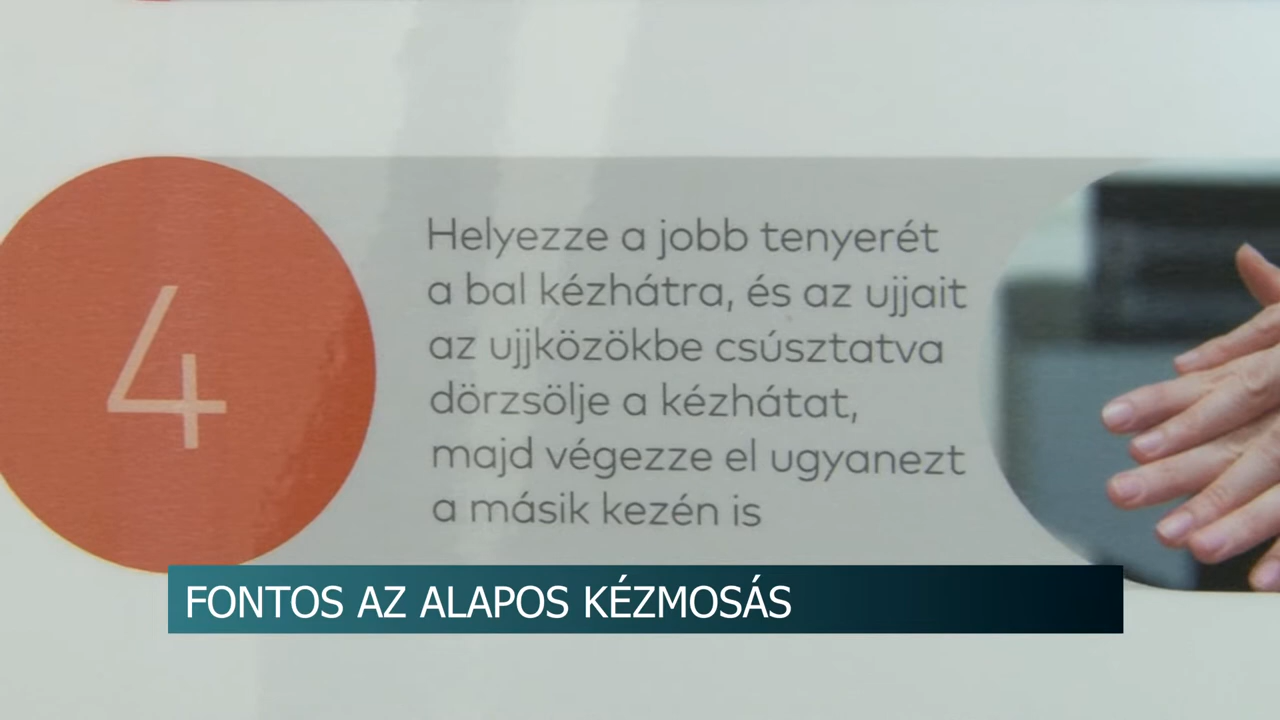 4
Helyezze a jobb tenyerét
a bal kézhátra, és az ujjait
az ujjközökbe csúsztatva
dörzsölje a kézhátat,
majd végezze el ugyanezt
a másik kezén is
FONTOS AZ ALAPOS KÉZMOSÁS